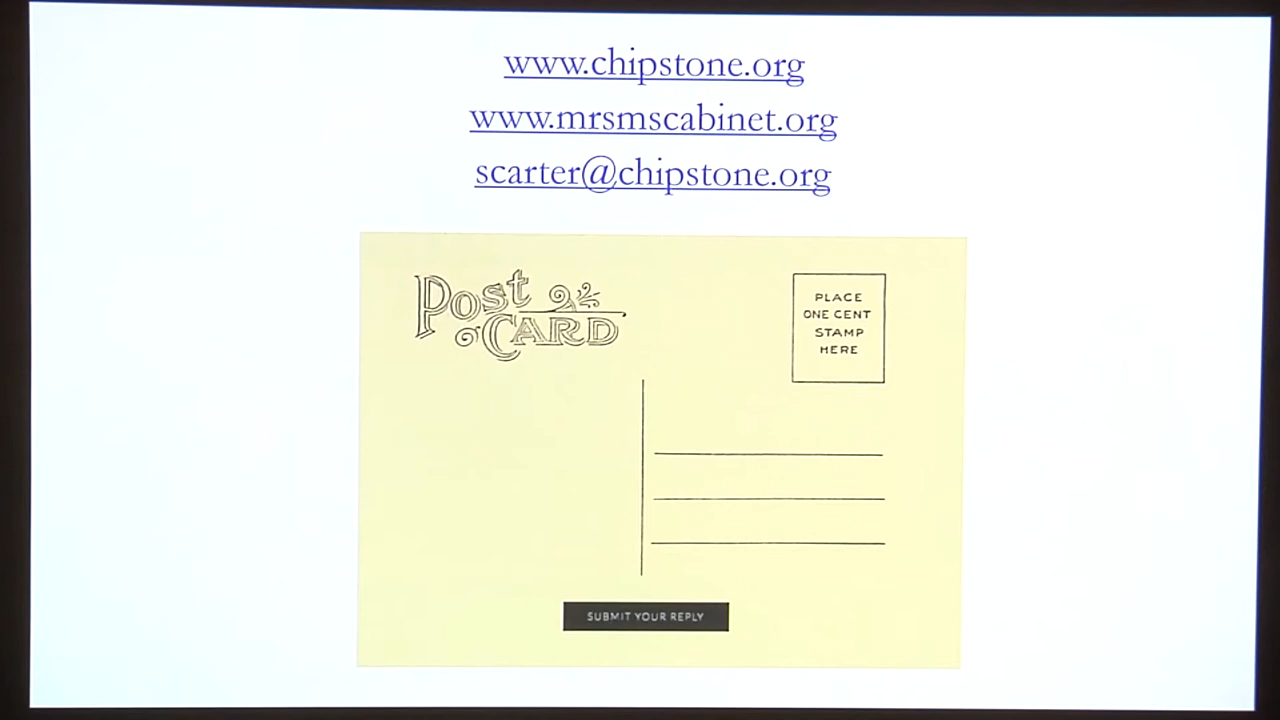 www.chipstone.org
www.mrsmscabinet.org
scarter@chipstone.org
Post
CARD
PLACE
ONE CENT
STAMP
HERE
SUBMIT YOUR REPLY